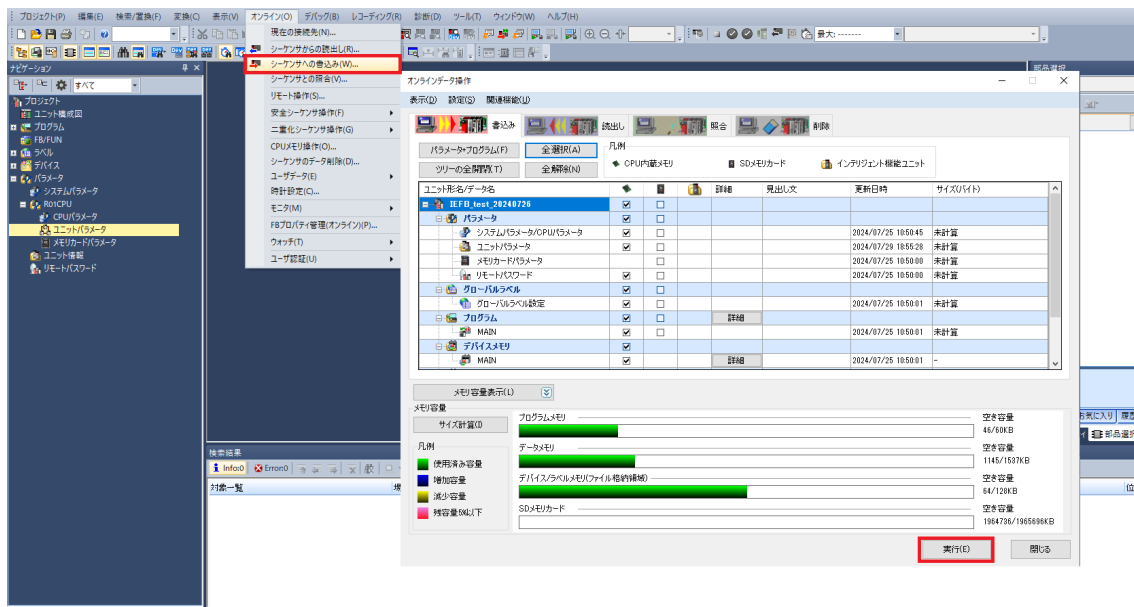 プロジェクト(P) 編集(E) 検索/置換(F) 変換(C) 表示(V) オンライン(O) デバッグ(B) レコーディング(R) 診断(D) ツール(T) ウィンドウ(W) ヘルプ(H)
最大: --------
現在の接続先(N)...
シーケンサからの読出し(R)...
シーケンサへの書込み(W)...
シーケンサとの照合(V)...
リモート操作(S)...
安全シーケンサ操作(F)
二重化シーケンサ操作(G)
CPUメモリ操作(O)...
シーケンサのデータ削除(D)...
ユーザデータ(E)
時計設定(C)...
モニタ(M)
FBプロパティ管理(オンライン)(P)...
ウォッチ(T)
ユーザ認証(U)
ナビゲーション
すべて
プロジェクト
ユニット構成図
プログラム
FB/FUN
ラベル
デバイス
パラメータ
システムパラメータ
R01CPU
CPUパラメータ
ユニットパラメータ
メモリカードパラメータ
ユニット情報
リモートパスワード
部品選択
オンラインデータ操作
表示(D) 設定(S) 関連機能(U)
書込み 読出し 照合 削除
パラメータ+プログラム(F) 全選択(A)
ツリーの全開閉(T) 全解除(N)
凡例
CPU内蔵メモリ SDメモリカード インテリジェント機能ユニット
ユニット形名/データ名 詳細 見出し文 更新日時 サイズ(バイト)
IEFB_test_20240726
パラメータ
システムパラメータ/CPUパラメータ 2024/07/25 10:50:45 未計算
ユニットパラメータ 2024/07/29 18:55:28 未計算
メモリカードパラメータ 2024/07/25 10:50:00 未計算
リモートパスワード 2024/07/25 10:50:00 未計算
グローバルラベル
グローバルラベル設定 2024/07/25 10:50:01 未計算
プログラム 詳細
MAIN 2024/07/25 10:50:01 未計算
デバイスメモリ
MAIN 詳細 2024/07/25 10:50:01 -
メモリ容量表示(L)
メモリ容量
サイズ計算(I)
凡例
使用済み容量
増加容量
減少容量
残容量5%以下
プログラムメモリ 空き容量
46/60KB
データメモリ 空き容量
1145/1537KB
デバイス/ラベルメモリ(ファイル格納領域) 空き容量
64/128KB
SDメモリカード 空き容量
1964736/1965696KB
実行(E) 閉じる
お気に入り 履歴
部品選択
検索結果
Info:0 Error:0
対象一覧